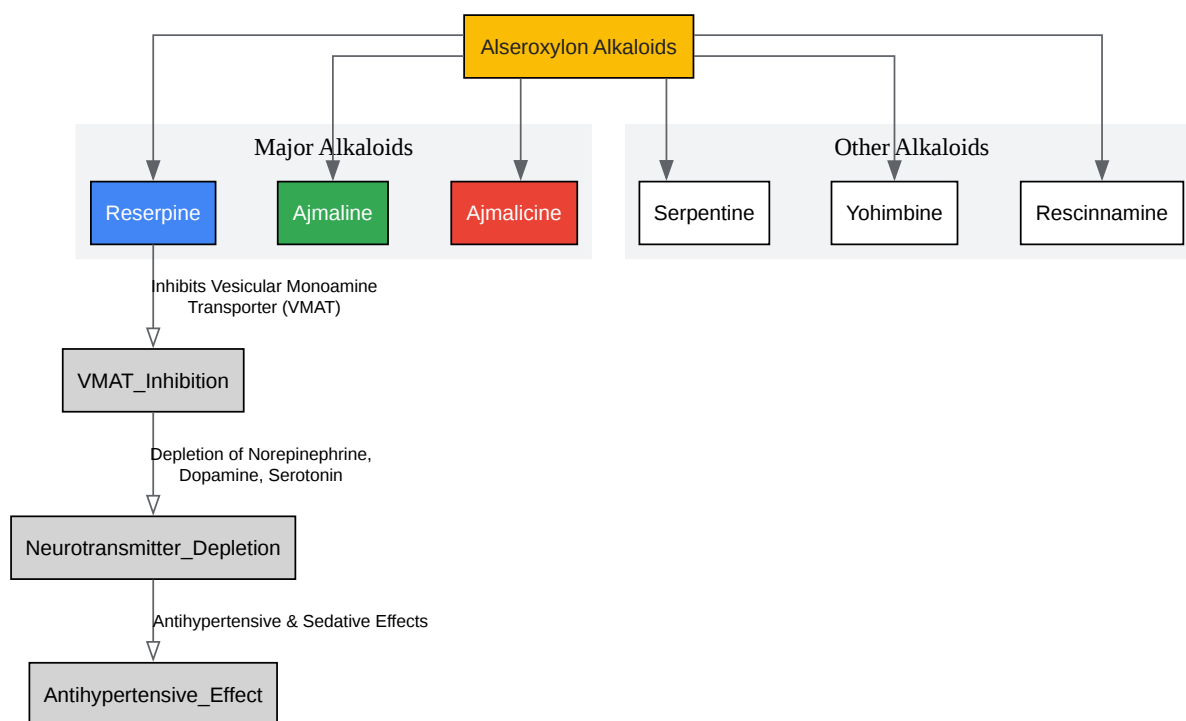 Alseroxylon Alkaloids
Major Alkaloids
Other Alkaloids
Reserpine
Ajmaline
Ajmalicine
Serpentine
Yohimbine
Rescinnamine
Inhibits Vesicular Monoamine
Transporter (VMAT)
VMAT_Inhibition
Depletion of Norepinephrine,
Dopamine, Serotonin
Neurotransmitter_Depletion
Antihypertensive & Sedative Effects
Antihypertensive_Effect